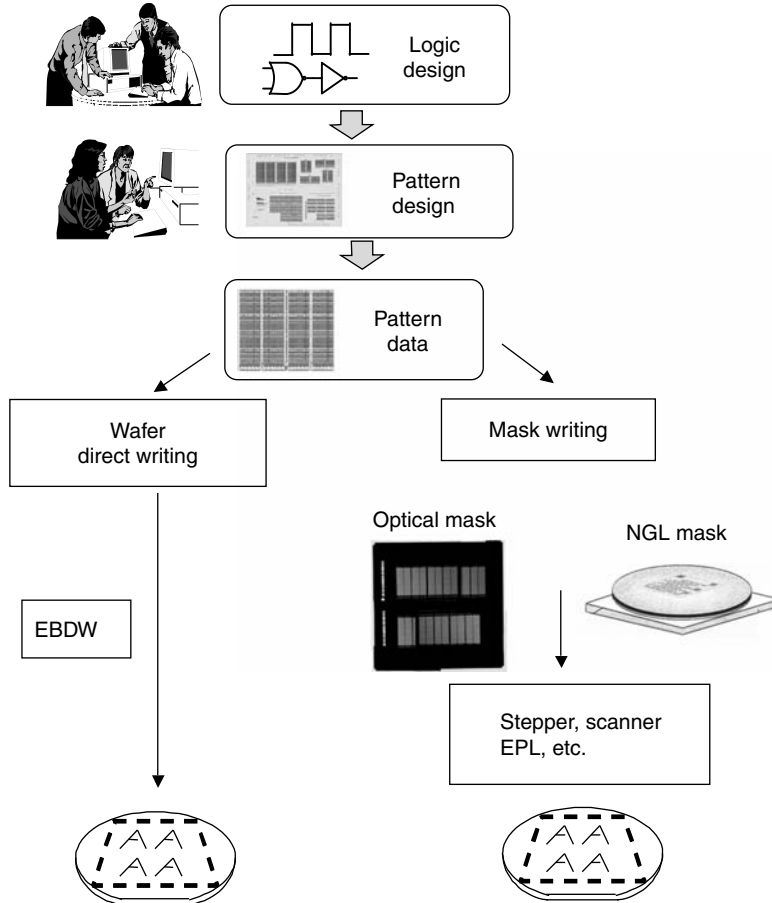 Logic
design
Pattern
design
Pattern
data
Wafer
direct writing
Mask writing
Optical mask
NGL mask
EBDW
Stepper, scanner
EPL, etc.
A A
A A
A A
A A